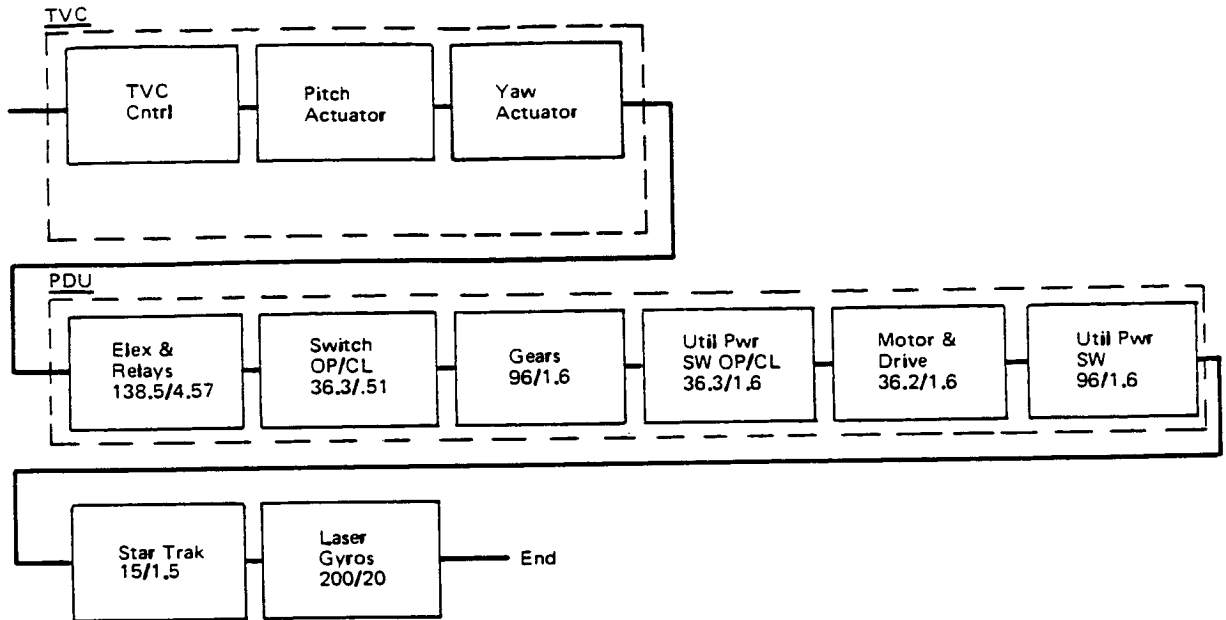 TVC
TVC
Cntrl
Pitch
Actuator
Yaw
Actuator
PDU
Elex &
Relays
138.5/4.57
Switch
OP/CL
36.3/.51
Gears
96/1.6
Util Pwr
SW OP/CL
36.3/1.6
Motor &
Drive
36.2/1.6
Util Pwr
SW
96/1.6
Star Trak
15/1.5
Laser
Gyros
200/20
End